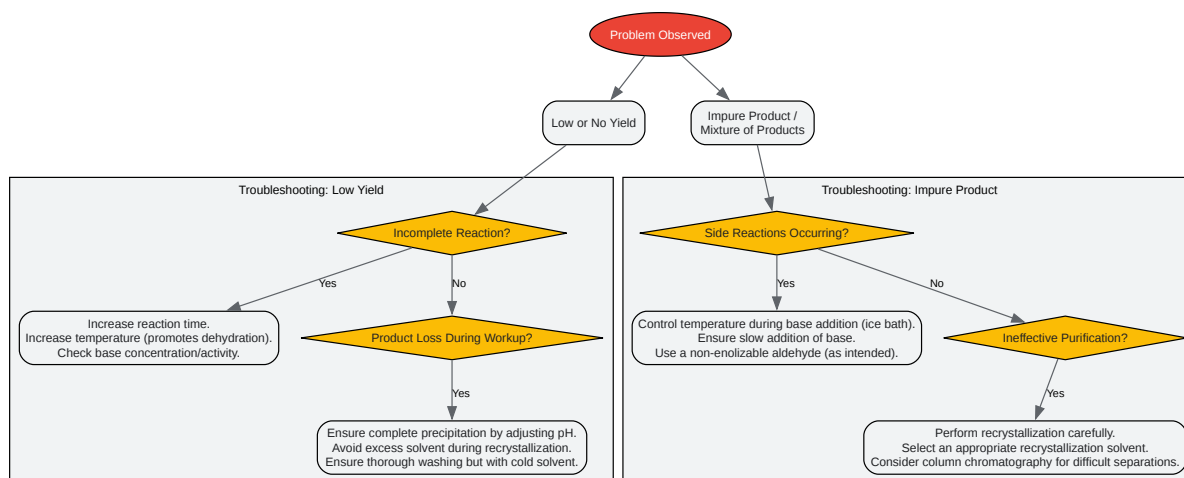 Problem Observed
Low or No Yield
Impure Product /
Mixture of Products
Troubleshooting: Low Yield
Incomplete Reaction?
Yes
No
Increase reaction time.
Increase temperature (promotes dehydration).
Check base concentration/activity.
Product Loss During Workup?
Yes
Ensure complete precipitation by adjusting pH.
Avoid excess solvent during recrystallization.
Ensure thorough washing but with cold solvent.
Troubleshooting: Impure Product
Side Reactions Occurring?
Yes
No
Control temperature during base addition (ice bath).
Ensure slow addition of base.
Use a non-enolizable aldehyde (as intended).
Ineffective Purification?
Yes
Perform recrystallization carefully.
Select an appropriate recrystallization solvent.
Consider column chromatography for difficult separations.